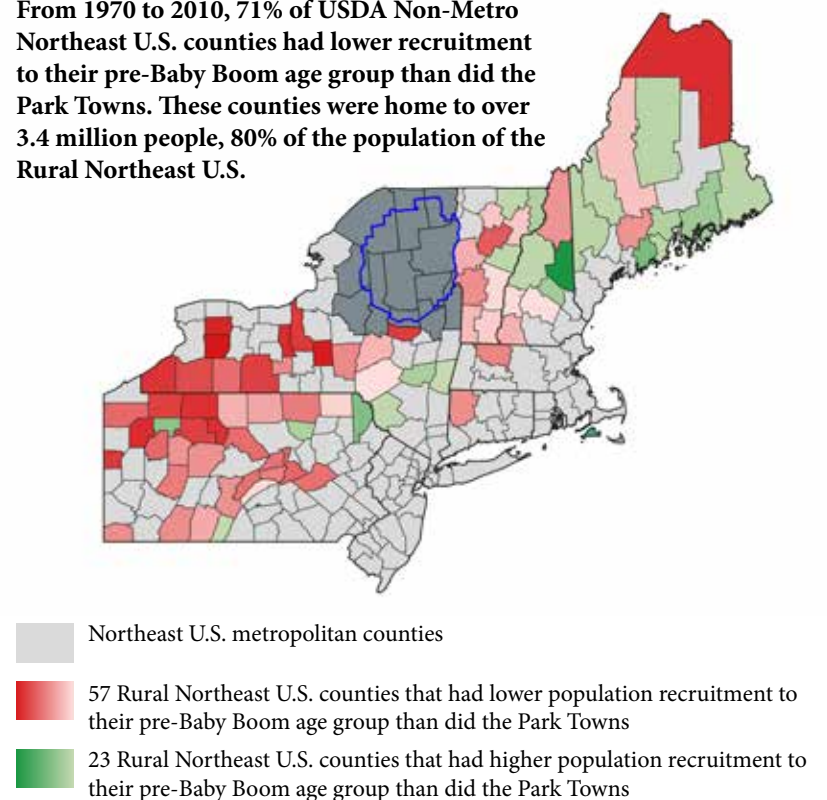 From 1970 to 2010, 71% of USDA Non-Metro
Northeast U.S. counties had lower recruitment
to their pre-Baby Boom age group than did the
Park Towns. These counties were home to over
3.4 million people, 80% of the population of the
Rural Northeast U.S.
Northeast U.S. metropolitan counties
57 Rural Northeast U.S. counties that had lower population recruitment to
their pre-Baby Boom age group than did the Park Towns
23 Rural Northeast U.S. counties that had higher population recruitment to
their pre-Baby Boom age group than did the Park Towns